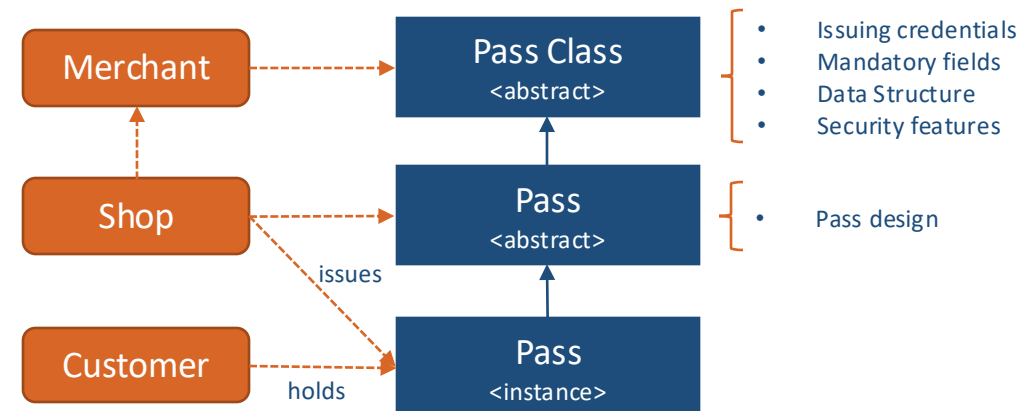 Merchant
Pass Class
<abstract>
• Issuing credentials
• Mandatory fields
• Data Structure
• Security features
Shop
Pass
<abstract>
• Pass design
issues
Customer
holds
Pass
<instance>